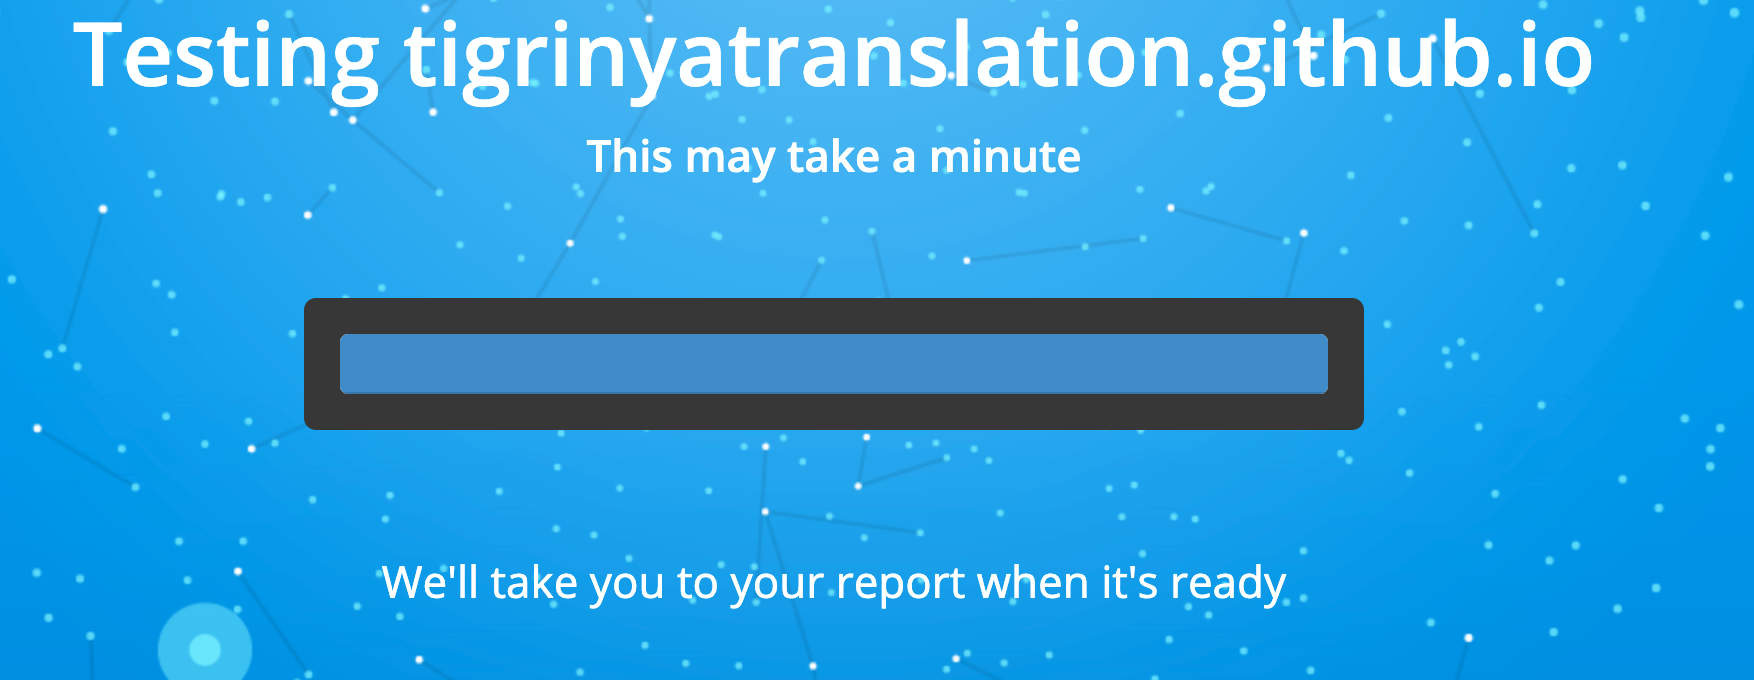 Testing tigrinyatranslation.github.io
This may take a minute
We'll take you to your report when it's ready